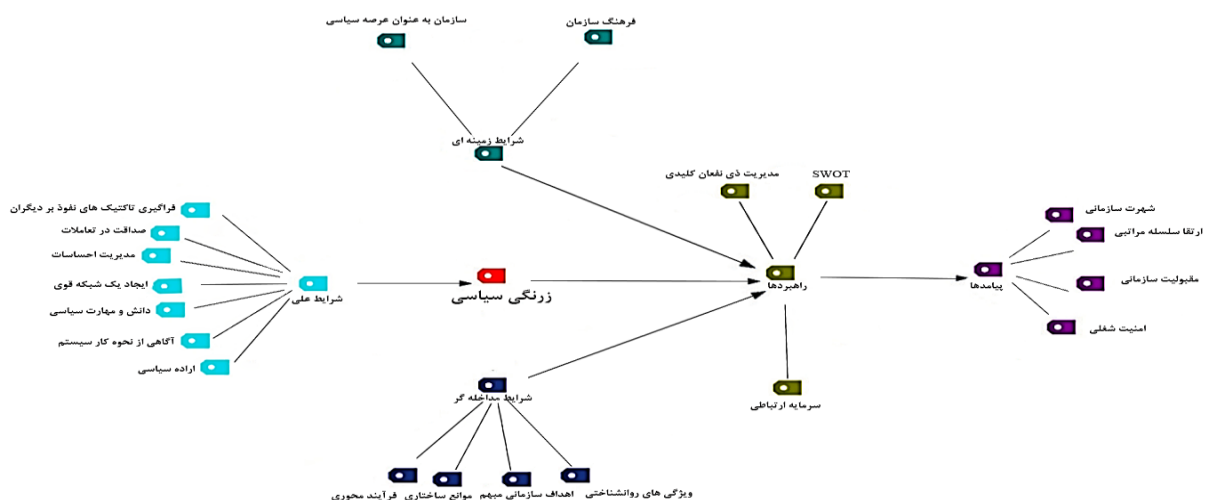 سازمان به عنوان عرصه سیاسی
فرهنگ سازمان
شرایط زمینه ای
مدیریت ذی نفعان کلیدی
SWOT
فراگیری تاکتیک های نفوذ بر دیگران
صداقت در تعاملات
مدیریت احساسات
ایجاد یک شبکه قوی
دانش و مهارت سیاسی
آگاهی از نحوه کار سیستم
اراده سیاسی
شرایط علی
زرنگی سیاسی
راهبردها
پیامدها
شهرت سازمانی
ارتقا سلسله مراتبی
مقبولیت سازمانی
امنیت شغلی
شرایط مداخله گر
سرمایه ارتباطی
ویژگی های روانشناختی
اهداف سازمانی مبهم
موانع ساختاری
فرآیند محوری